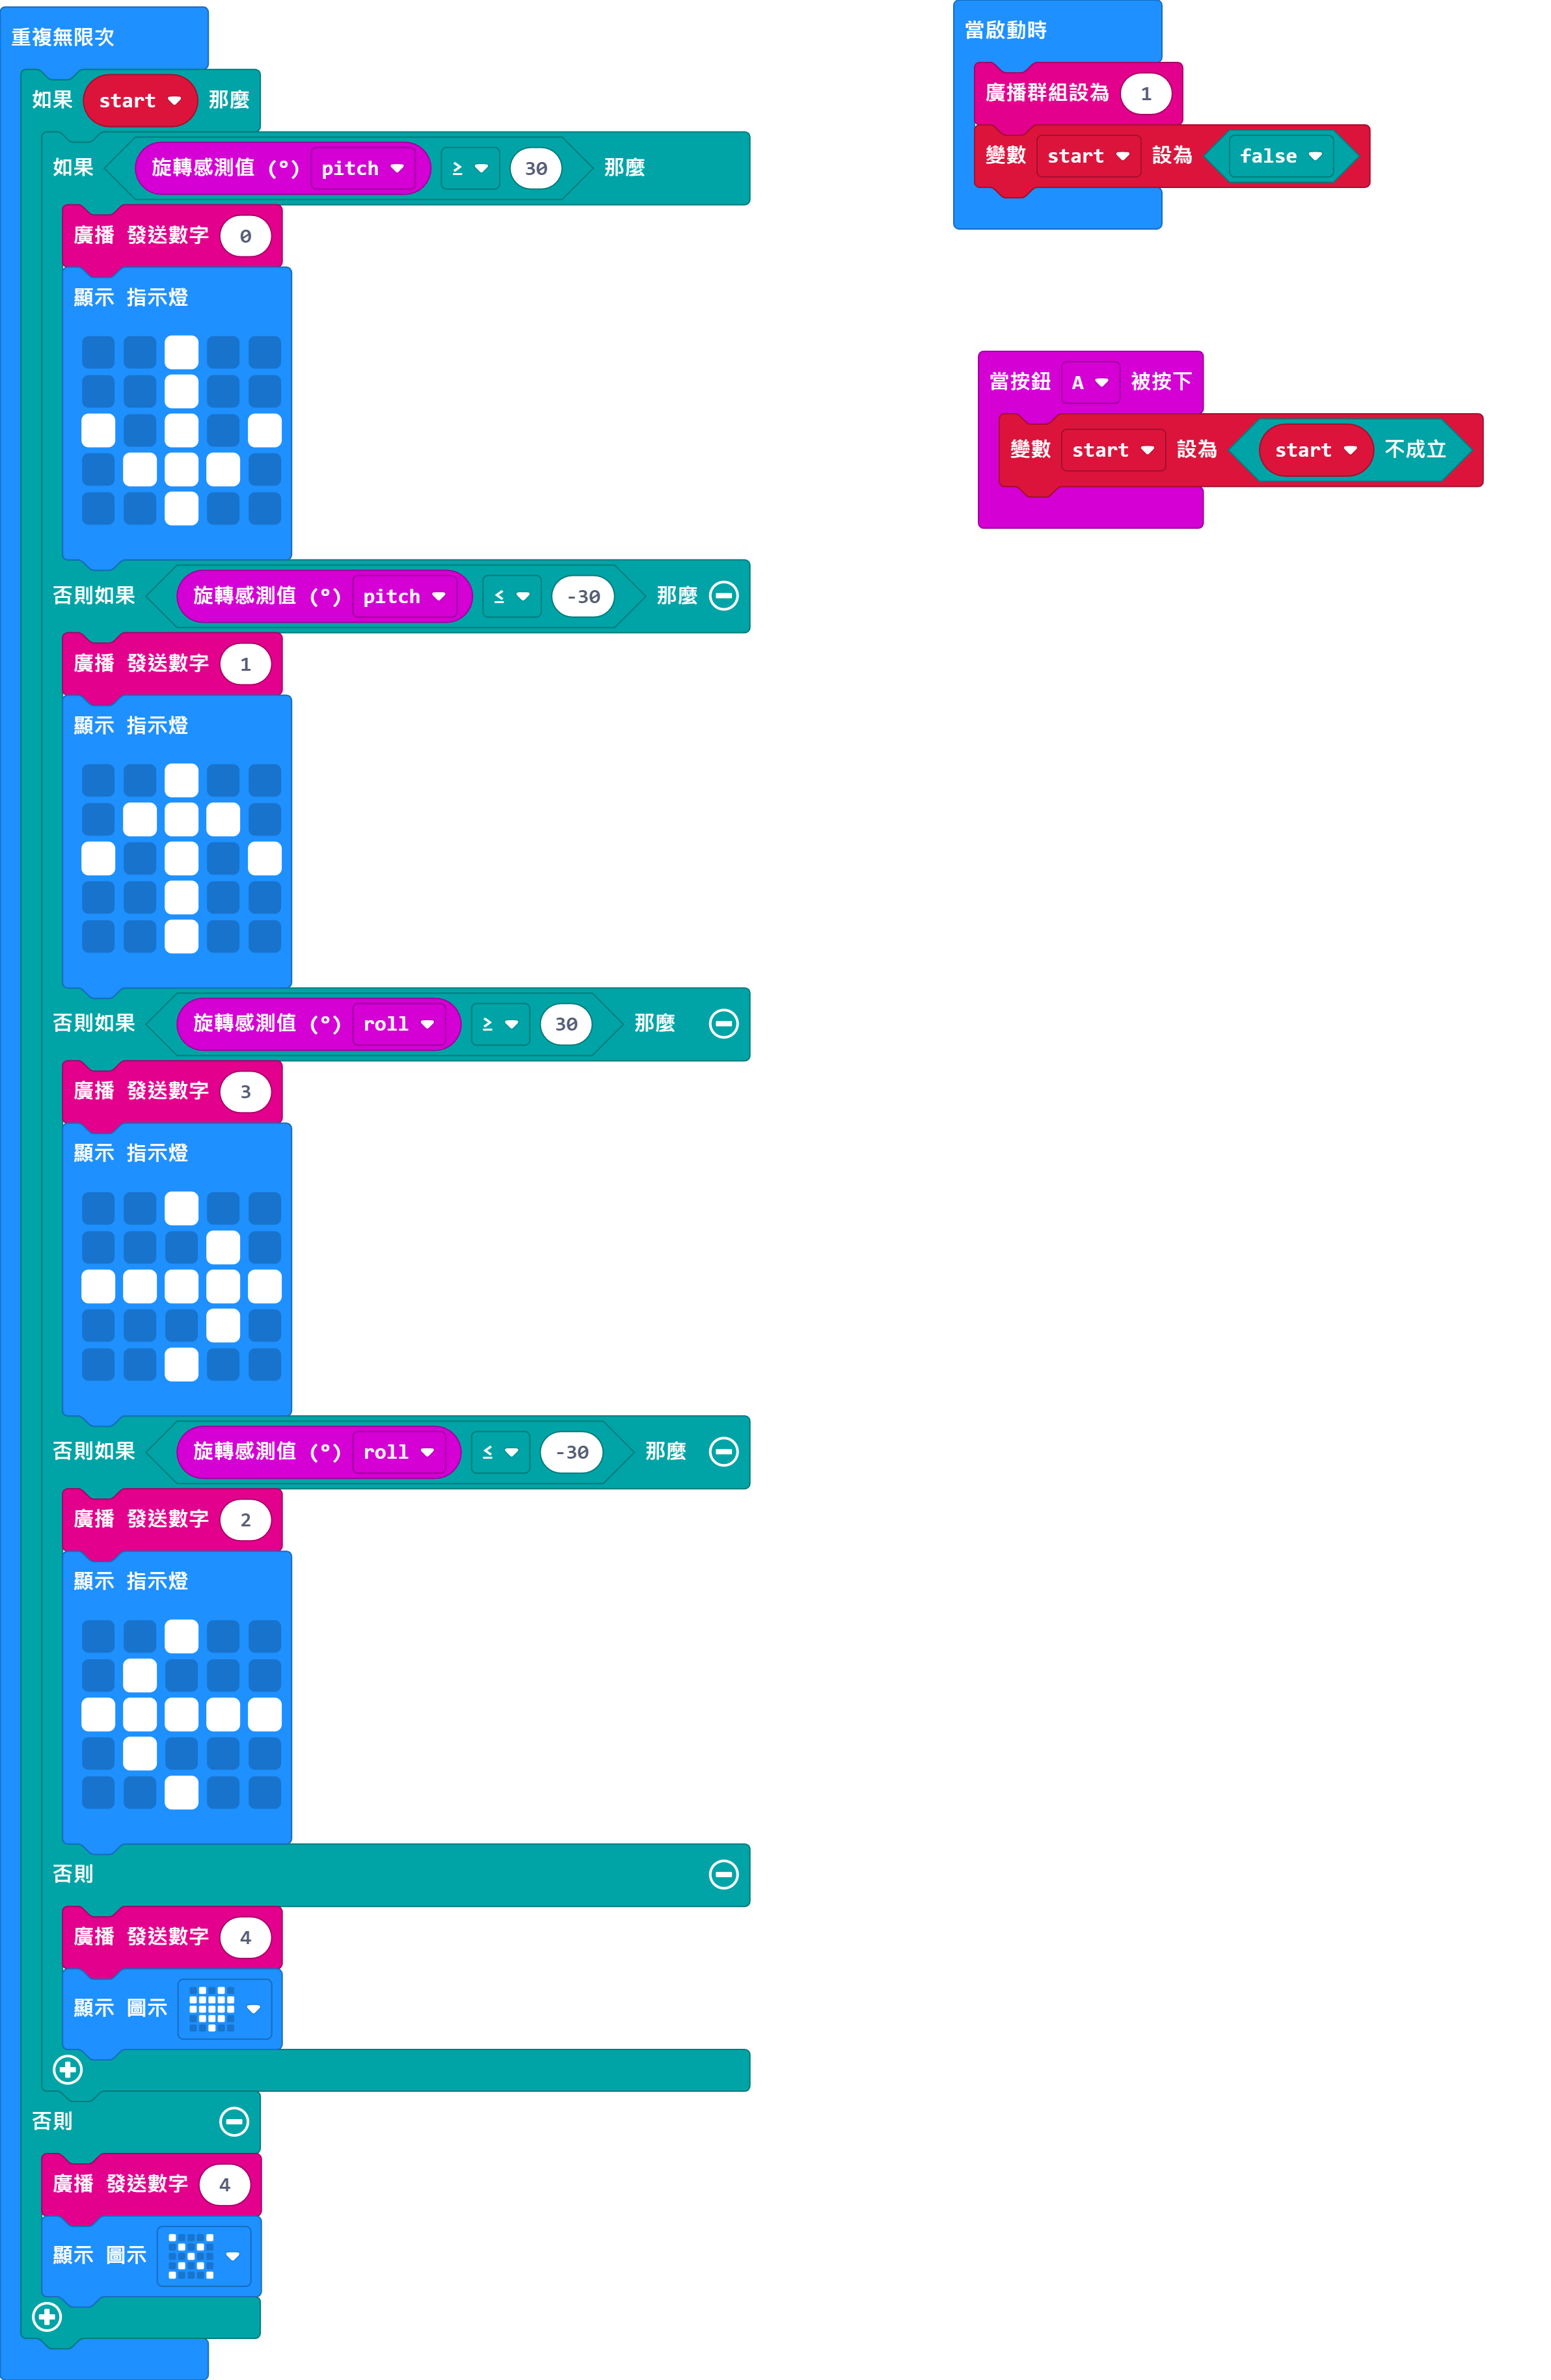 重複無限次
如果 start 那麼
如果 旋轉感測值 (°) pitch ≥ 30 那麼
廣播 發送數字 0
顯示 指示燈
否則如果 旋轉感測值 (°) pitch ≤ -30 那麼
廣播 發送數字 1
顯示 指示燈
否則如果 旋轉感測值 (°) roll ≥ 30 那麼
廣播 發送數字 3
顯示 指示燈
否則如果 旋轉感測值 (°) roll ≤ -30 那麼
廣播 發送數字 2
顯示 指示燈
否則
廣播 發送數字 4
顯示 圖示
否則
廣播 發送數字 4
顯示 圖示
當啟動時
廣播群組設為 1
變數 start 設為 false
當按鈕 A 被按下
變數 start 設為 start 不成立